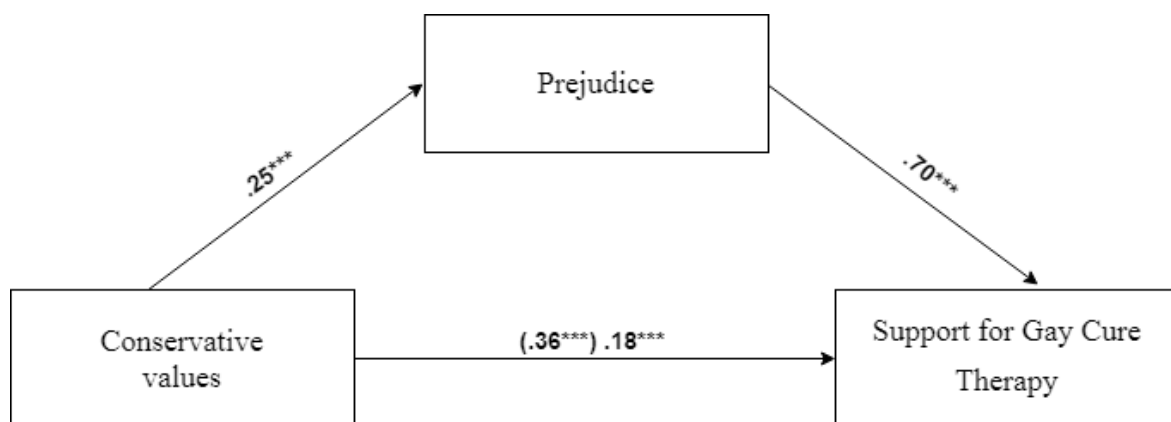 Prejudice
.25***
.70***
Conservative
values
(.36***) .18***
Support for Gay Cure
Therapy